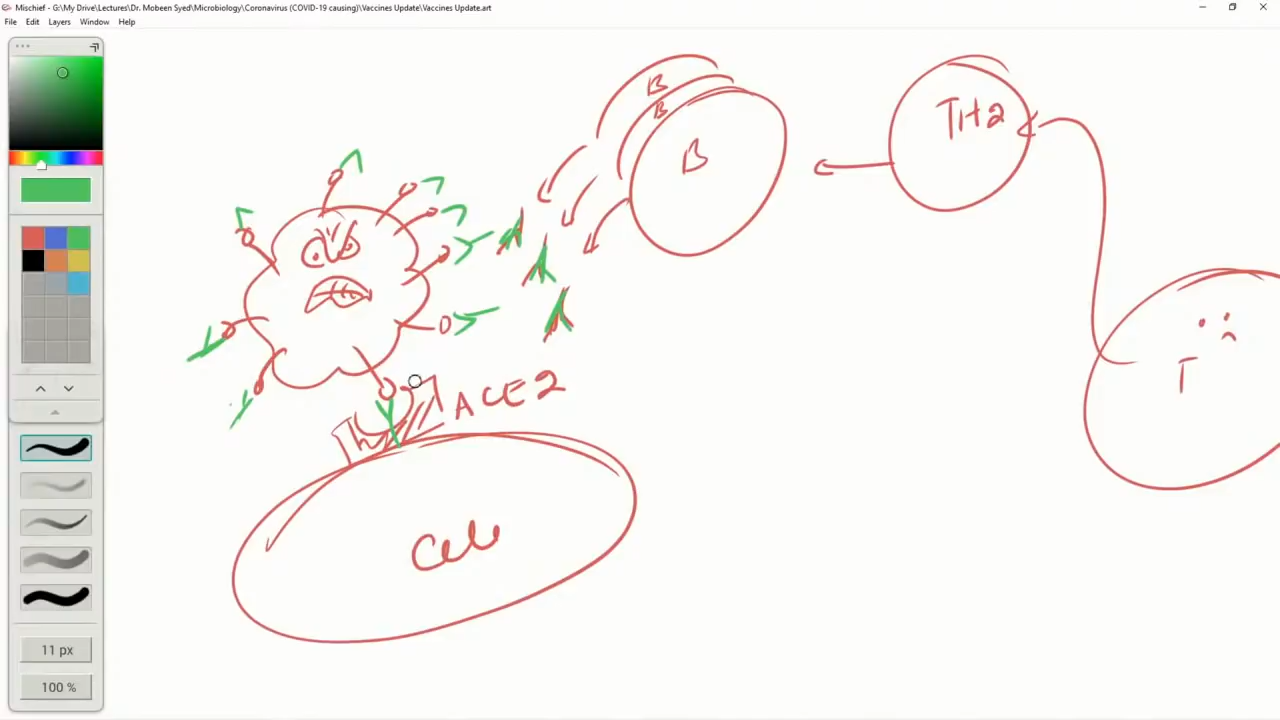 Mischief - G:\My Drive\Lectures\Dr. Mobeen Syed\Microbiology\Coronavirus (COVID-19 causing)\Vaccines Update\Vaccines Update.art
File Edit Layers Window Help
B
B
B
TH2
T
ACE2
Cell
11 px
100 %